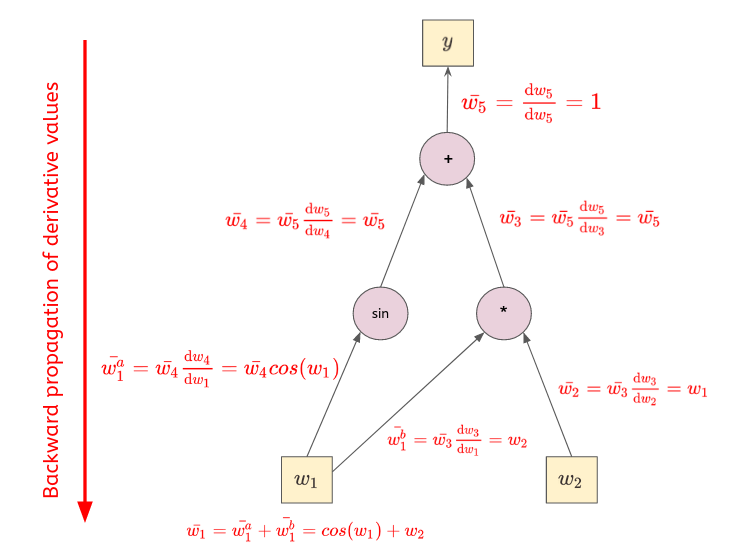 y
$\bar{w_5} = \frac{\mathrm{d}w_5}{\mathrm{d}w_5} = 1$
+
$\bar{w_4} = \bar{w_5} \frac{\mathrm{d}w_5}{\mathrm{d}w_4} = \bar{w_5}$
$\bar{w_3} = \bar{w_5} \frac{\mathrm{d}w_5}{\mathrm{d}w_3} = \bar{w_5}$
Backward propagation of derivative values
sin
*
$\bar{w_1^a} = \bar{w_4} \frac{\mathrm{d}w_4}{\mathrm{d}w_1} = \bar{w_4} cos(w_1)$
$\bar{w_2} = \bar{w_3} \frac{\mathrm{d}w_3}{\mathrm{d}w_2} = w_1$
$\bar{w_1^b} = \bar{w_3} \frac{\mathrm{d}w_3}{\mathrm{d}w_1} = w_2$
$w_1$
$w_2$
$\bar{w_1} = \bar{w_1^a} + \bar{w_1^b} = cos(w_1) + w_2$